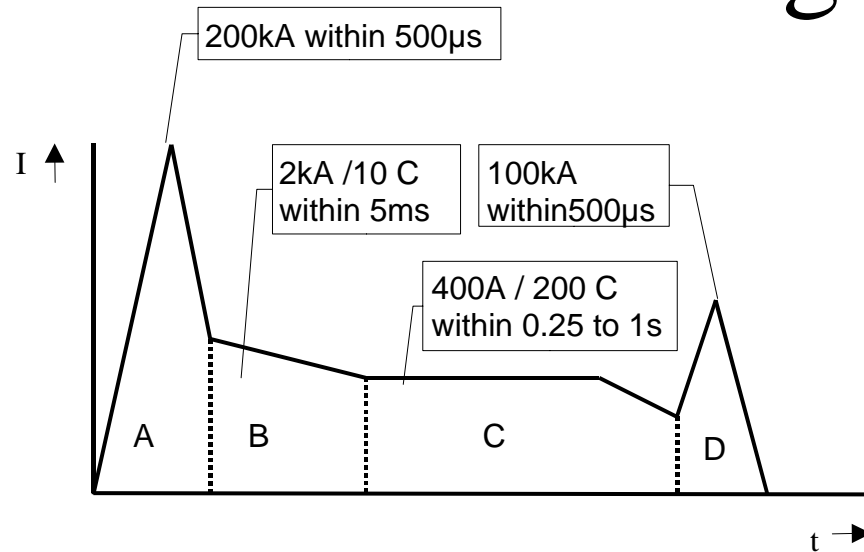 200kA within 500µs
I
2kA /10 C
within 5ms
100kA
within500µs
400A / 200 C
within 0.25 to 1s
A
B
C
D
t